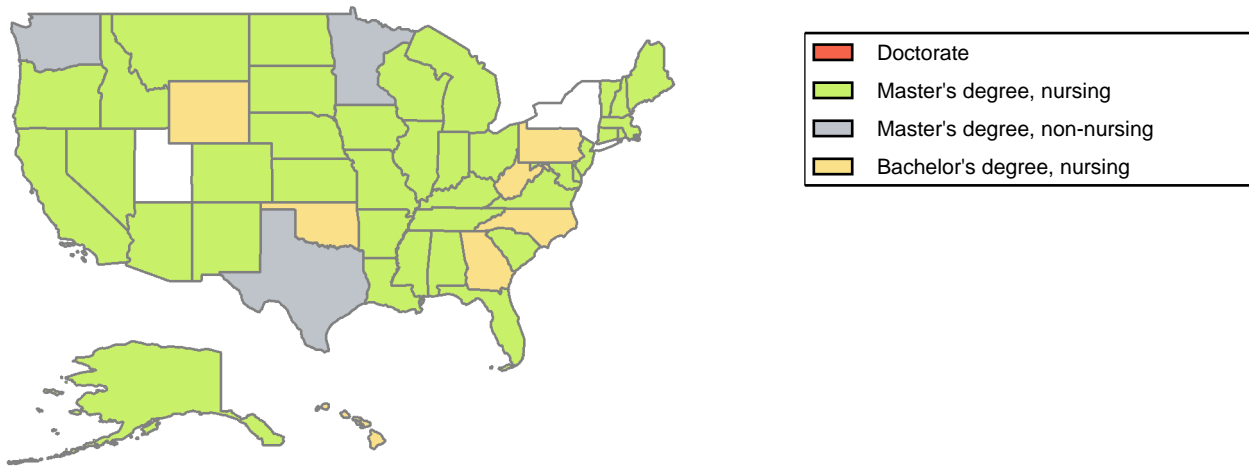 Doctorate
Master's degree, nursing
Master's degree, non-nursing
Bachelor's degree, nursing